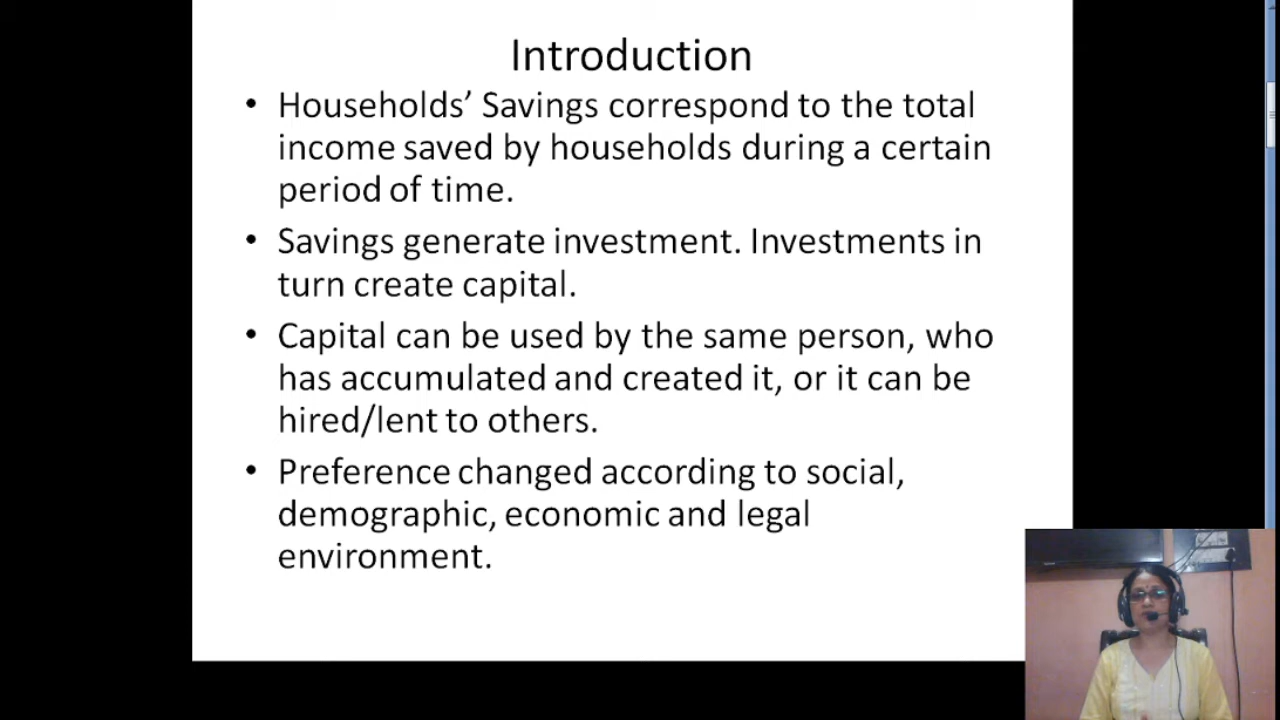 Introduction
• Households’ Savings correspond to the total
income saved by households during a certain
period of time.
• Savings generate investment. Investments in
turn create capital.
• Capital can be used by the same person, who
has accumulated and created it, or it can be
hired/lent to others.
• Preference changed according to social,
demographic, economic and legal
environment.